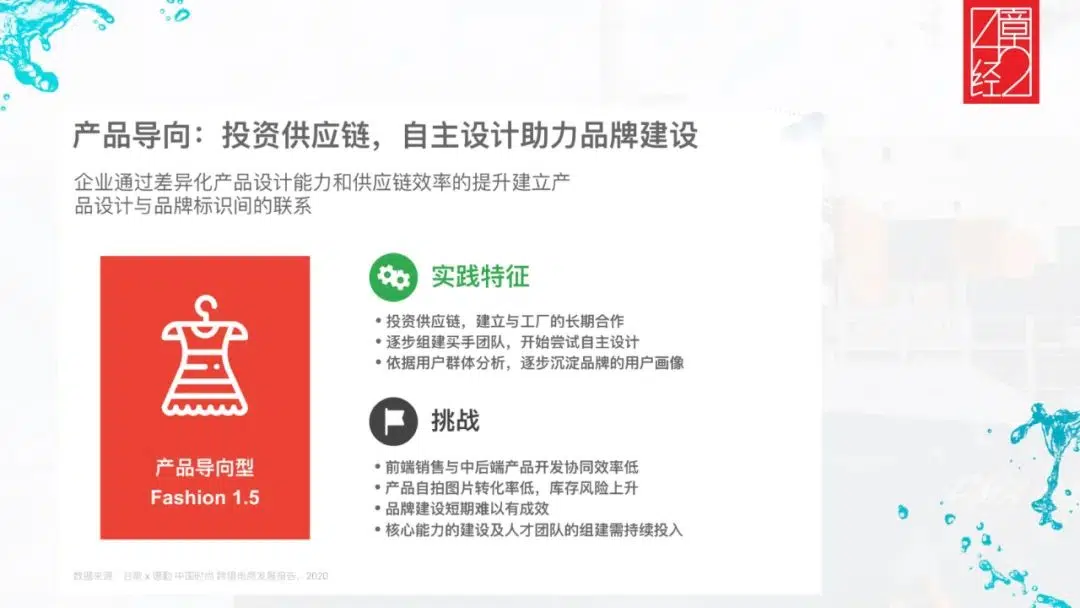 42章经
产品导向：投资供应链，自主设计助力品牌建设
企业通过差异化产品设计能力和供应链效率的提升建立产
品设计与品牌标识间的联系
实践特征
• 投资供应链，建立与工厂的长期合作
• 逐步组建买手团队，开始尝试自主设计
• 依据用户群体分析，逐步沉淀品牌的用户画像
挑战
• 前端销售与中后端产品开发协同效率低
• 产品自拍图片转化率低，库存风险上升
• 品牌建设短期难以有成效
• 核心能力的建设及人才团队的组建需持续投入
产品导向型
Fashion 1.5
数据来源：谷歌 x 德勤 中国时尚跨境电商发展报告，2020